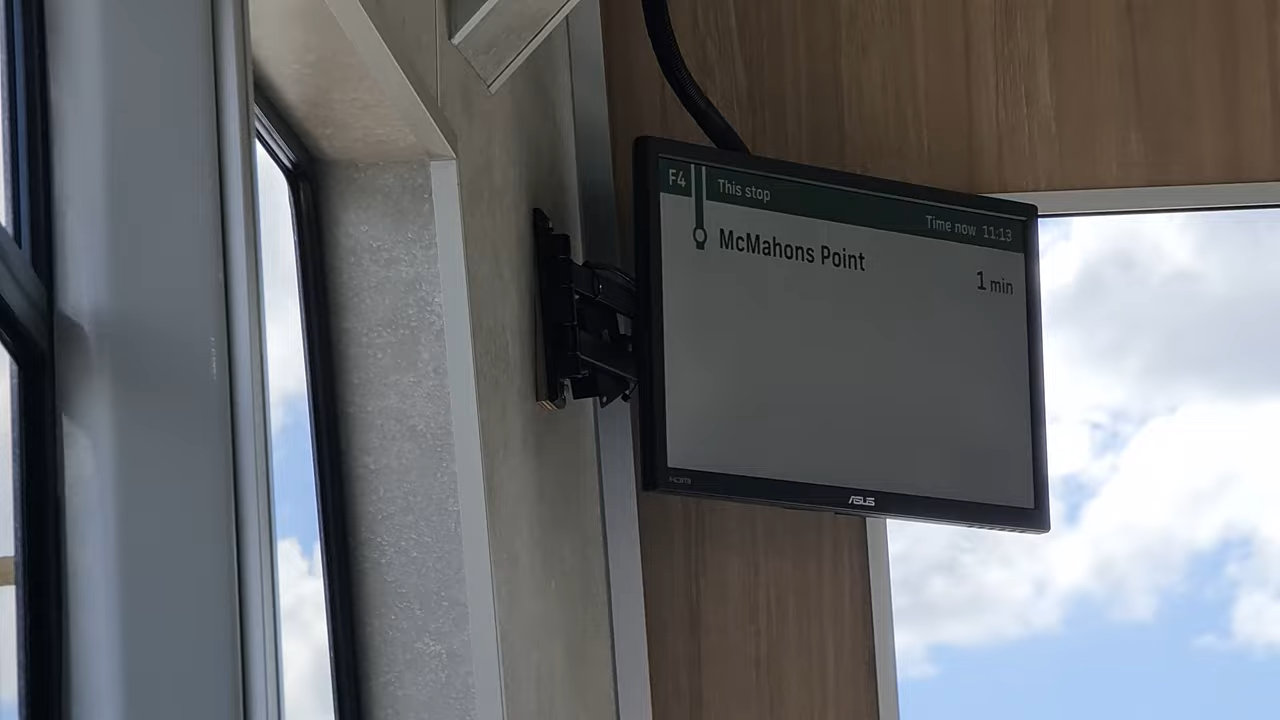 F4 This stop
Time now 11:13
McMahons Point
1 min
HDMI
ASUS